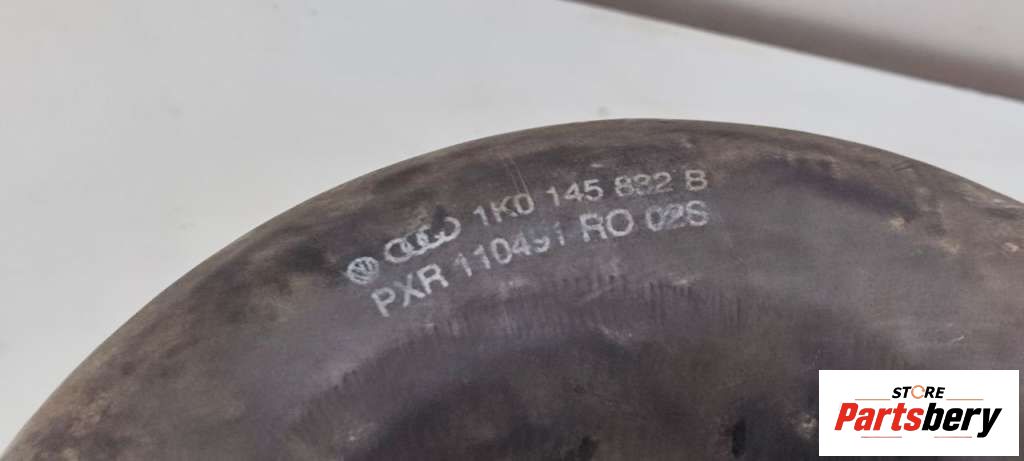 1K0 145 832 B
PXR 110491 RO 02S
STORE
Partsbery